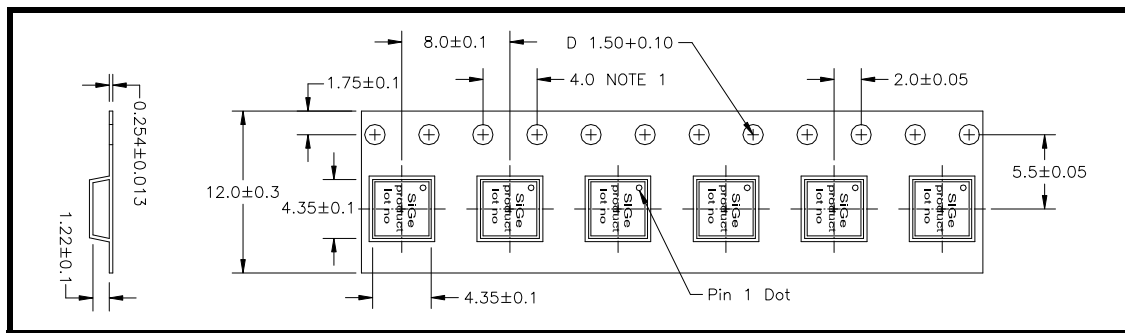 8.0±0.1
D 1.50+0.10
1.75±0.1
4.0 NOTE 1
2.0±0.05
0.254±0.013
12.0±0.3
4.35±0.1
5.5±0.05
1.22±0.1
SiGe
product
lot no
SiGe
product
lot no
SiGe
product
lot no
SiGe
product
lot no
SiGe
product
lot no
SiGe
product
lot no
4.35±0.1
Pin 1 Dot